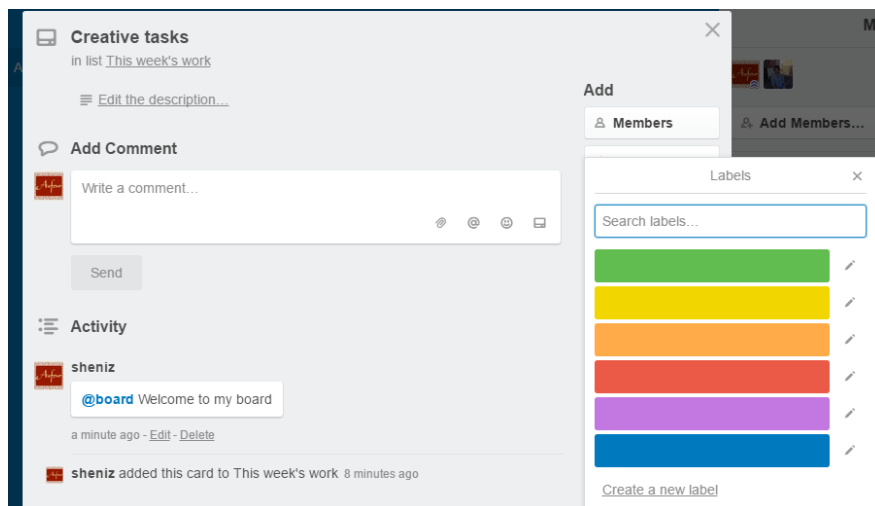 Creative tasks
in list This week's work
Edit the description...
Add Comment
Write a comment...
Send
Activity
sheniz
@board Welcome to my board
a minute ago - Edit - Delete
sheniz added this card to This week's work 8 minutes ago
Add
Members
Labels
Search labels...
Create a new label
M
A
Add Members...